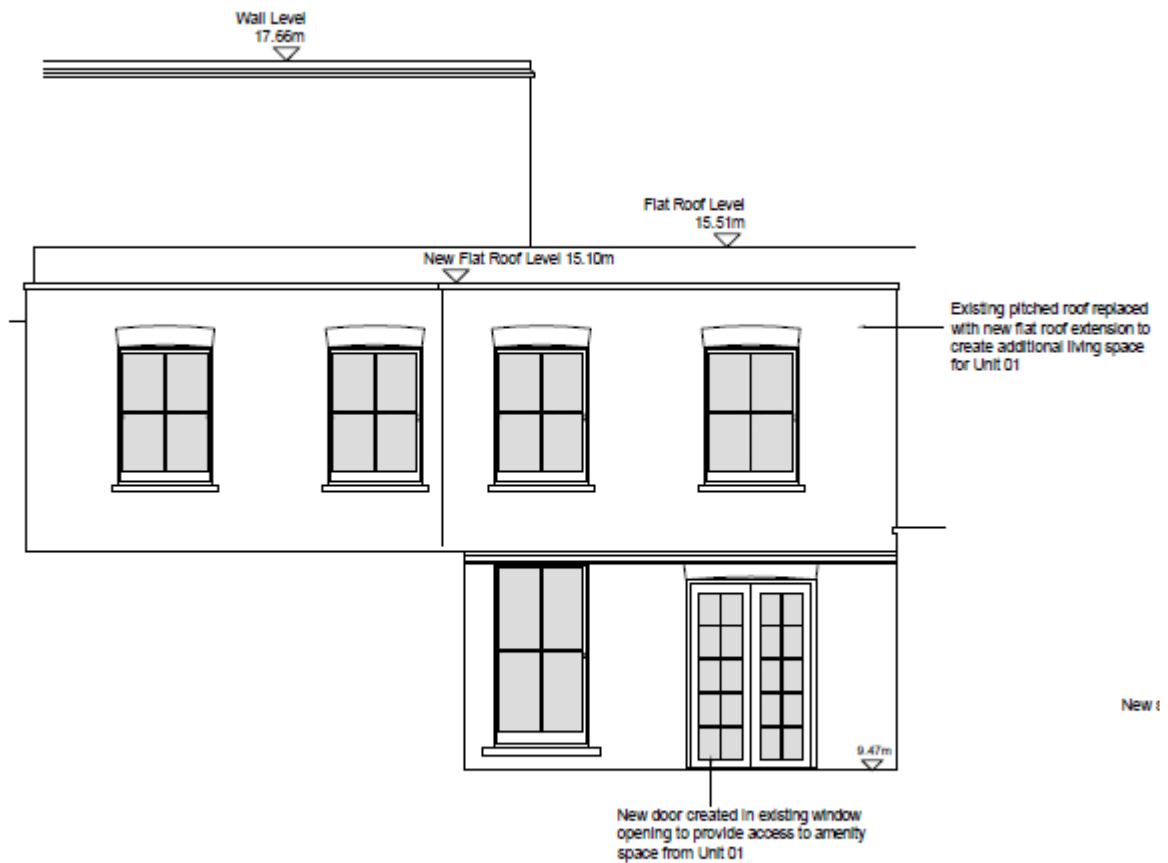 Wall Level
17.66m
Flat Roof Level
15.51m
New Flat Roof Level 15.10m
Existing pitched roof replaced
with new flat roof extension to
create additional living space
for Unit 01
New s
9.47m
New door created in existing window
opening to provide access to amenity
space from Unit 01